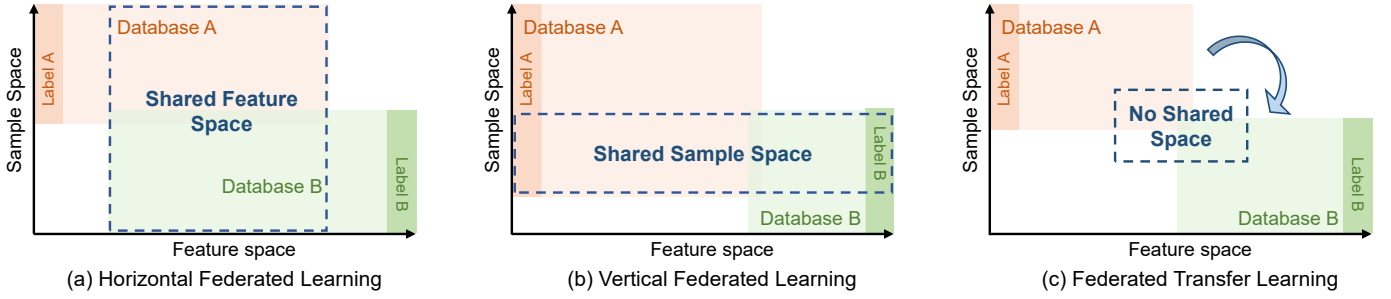 Sample Space
Label A
Database A
Shared Feature
Space
Database B
Label B
Feature space
(a) Horizontal Federated Learning
Sample Space
Label A
Database A
Shared Sample Space
Label B
Database B
Feature space
(b) Vertical Federated Learning
Sample Space
Label A
Database A
No Shared
Space
Database B
Label B
Feature space
(c) Federated Transfer Learning